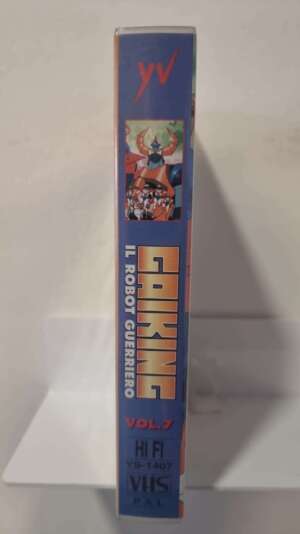 YV
GAIKING
IL ROBOT GUERRIERO
VOL.7
HI FI
YS-1407
VHS
PAL